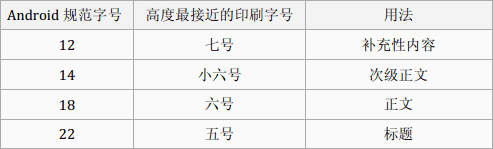 Android 规范字号 高度最接近的印刷字号 用法
12 七号 补充性内容
14 小六号 次级正文
18 六号 正文
22 五号 标题